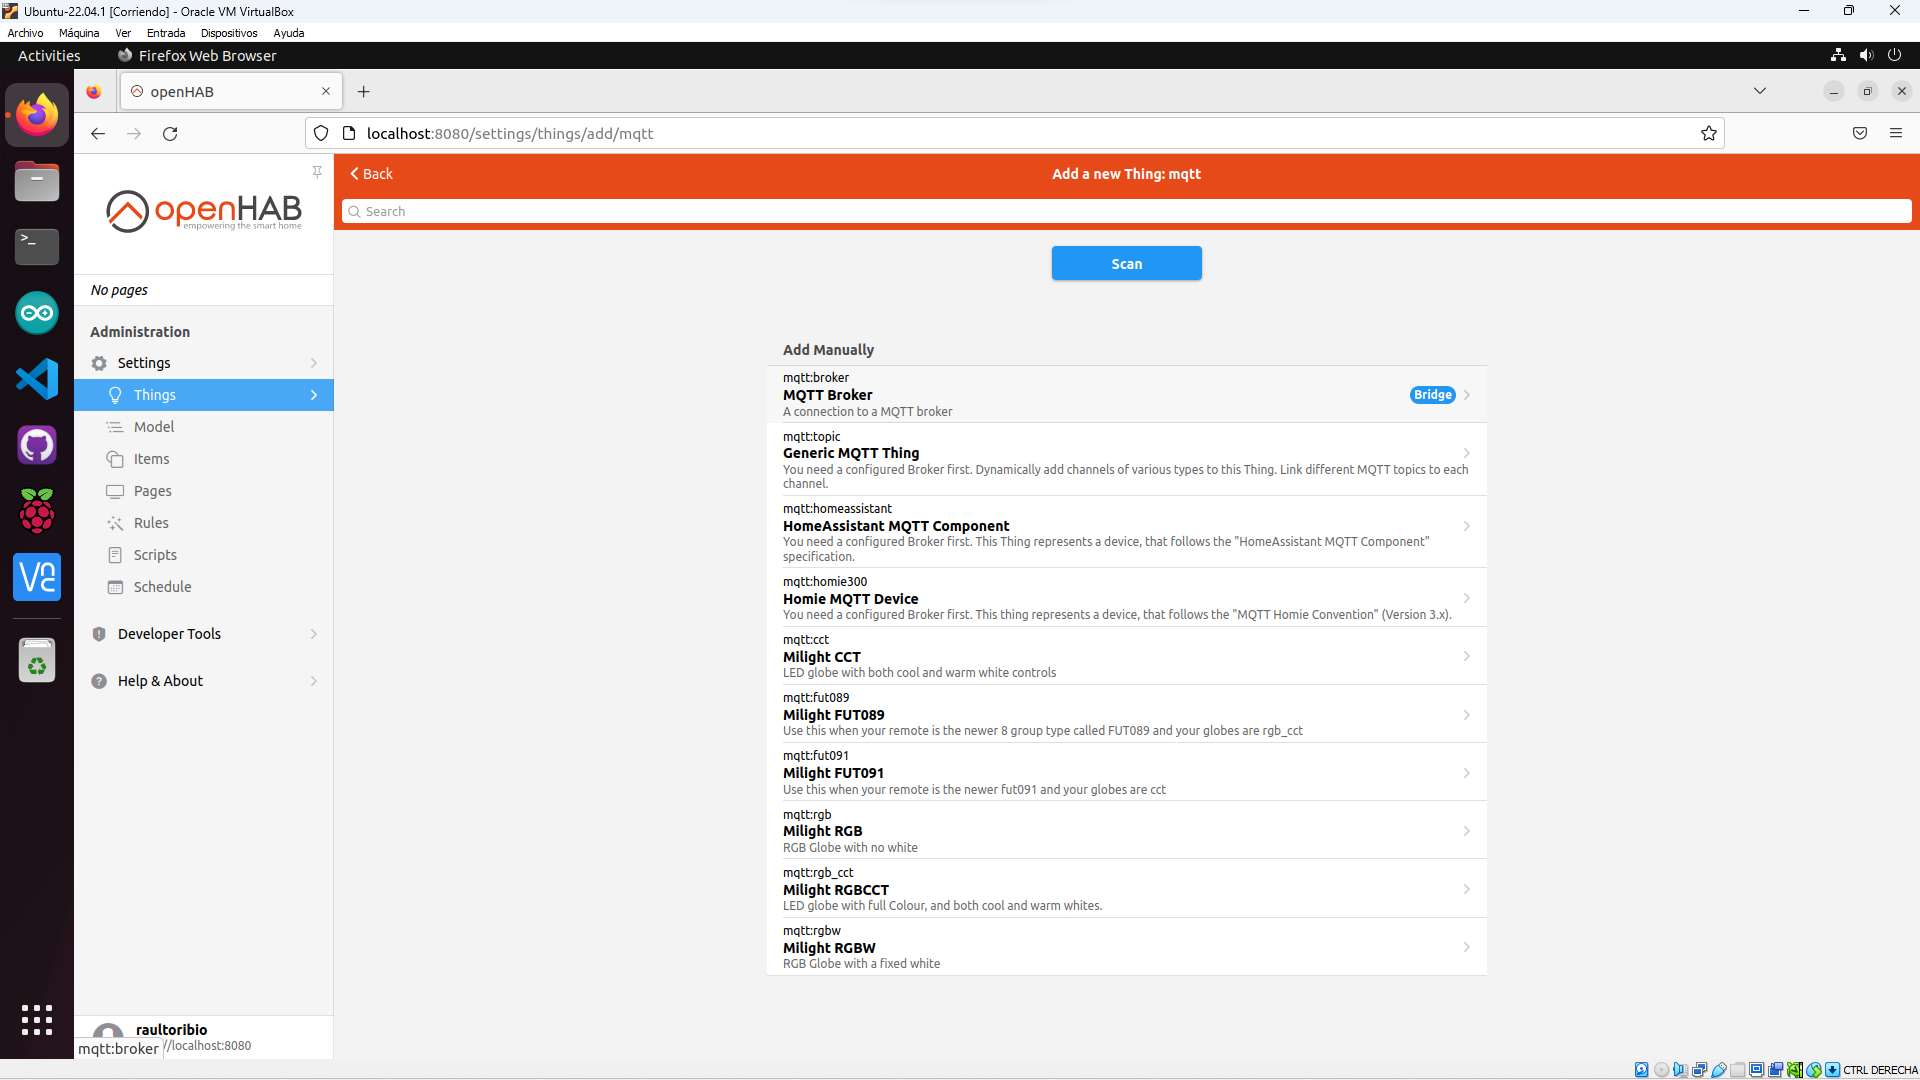 Ubuntu-22.04.1 [Corriendo] - Oracle VM VirtualBox
Archivo Máquina Ver Entrada Dispositivos Ayuda
Activities Firefox Web Browser
openHAB
localhost:8080/settings/things/add/mqtt
openHAB
empowering the smart home
No pages
Administration
Settings
Things
Model
Items
Pages
Rules
Scripts
Schedule
Developer Tools
Help & About
raultoribio
//localhost:8080
mqtt:broker
Back
Add a new Thing: mqtt
Search
Scan
Add Manually
mqtt:broker
MQTT Broker
Bridge
A connection to a MQTT broker
mqtt:topic
Generic MQTT Thing
You need a configured Broker first. Dynamically add channels of various types to this Thing. Link different MQTT topics to each
channel.
mqtt:homeassistant
HomeAssistant MQTT Component
You need a configured Broker first. This Thing represents a device, that follows the "HomeAssistant MQTT Component"
specification.
mqtt:homie300
Homie MQTT Device
You need a configured Broker first. This thing represents a device, that follows the "MQTT Homie Convention" (Version 3.x).
mqtt:cct
Milight CCT
LED globe with both cool and warm white controls
mqtt:fut089
Milight FUT089
Use this when your remote is the newer 8 group type called FUT089 and your globes are rgb_cct
mqtt:fut091
Milight FUT091
Use this when your remote is the newer fut091 and your globes are cct
mqtt:rgb
Milight RGB
RGB Globe with no white
mqtt:rgb_cct
Milight RGBCCT
LED globe with full Colour, and both cool and warm whites.
mqtt:rgbw
Milight RGBW
RGB Globe with a fixed white
CTRL DERECHA